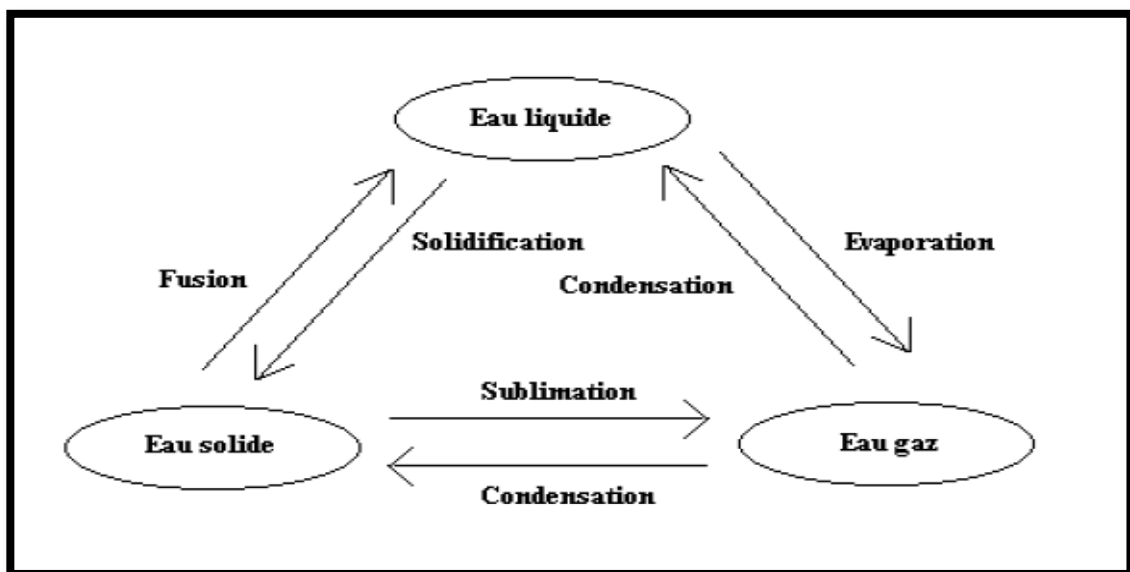 Eau liquide
Solidification
Evaporation
Fusion
Condensation
Sublimation
Eau solide
Eau gaz
Condensation